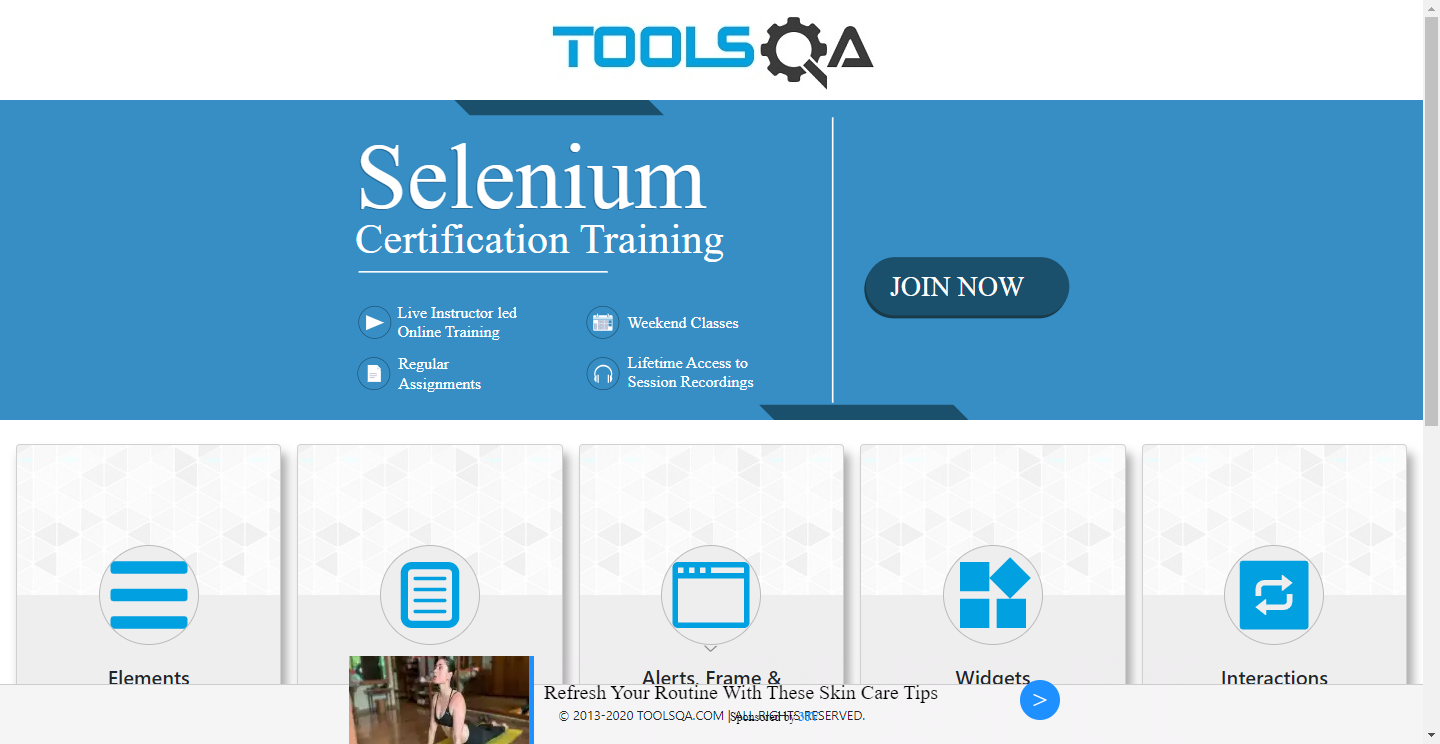 TOOLSQA
Selenium
Certification Training
JOIN NOW
Live Instructor led
Online Training
Weekend Classes
Regular
Assignments
Lifetime Access to
Session Recordings
Elements
Alerts, Frame &
Widgets
Interactions
Refresh Your Routine With These Skin Care Tips
>
© 2013-2020 TOOLSQA.COM | ALL RIGHTS RESERVED.
Sponsored by